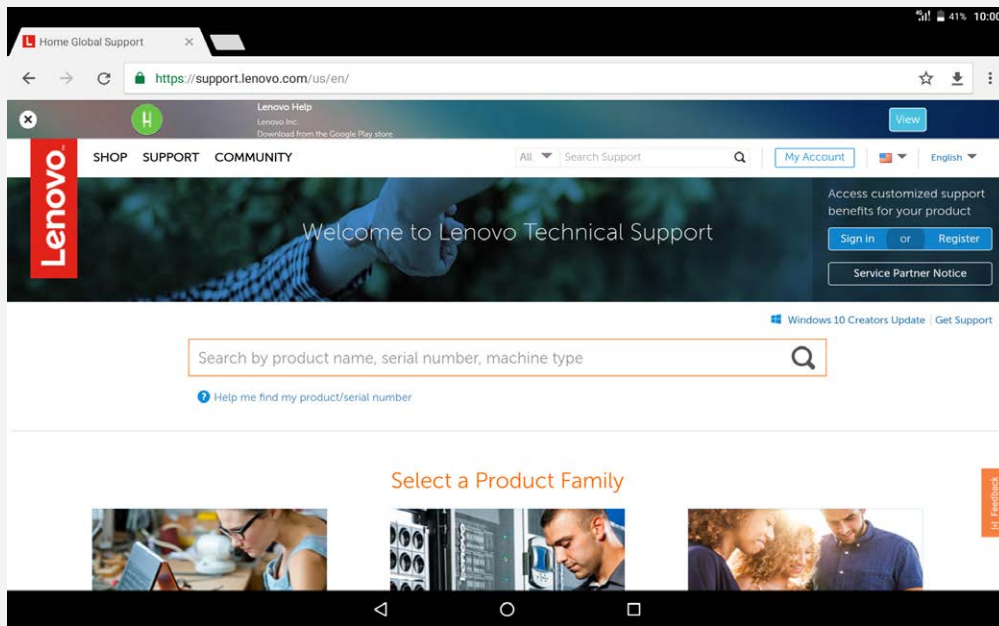 41% 10:00
Home Global Support
https://support.lenovo.com/us/en/
H
Lenovo Help
Lenovo Inc.
Download from the Google Play store
View
Lenovo
SHOP SUPPORT COMMUNITY
All Search Support
My Account
English
Welcome to Lenovo Technical Support
Access customized support
benefits for your product
Sign in or Register
Service Partner Notice
Windows 10 Creators Update | Get Support
Search by product name, serial number, machine type
? Help me find my product/serial number
Select a Product Family
[+] Feedback